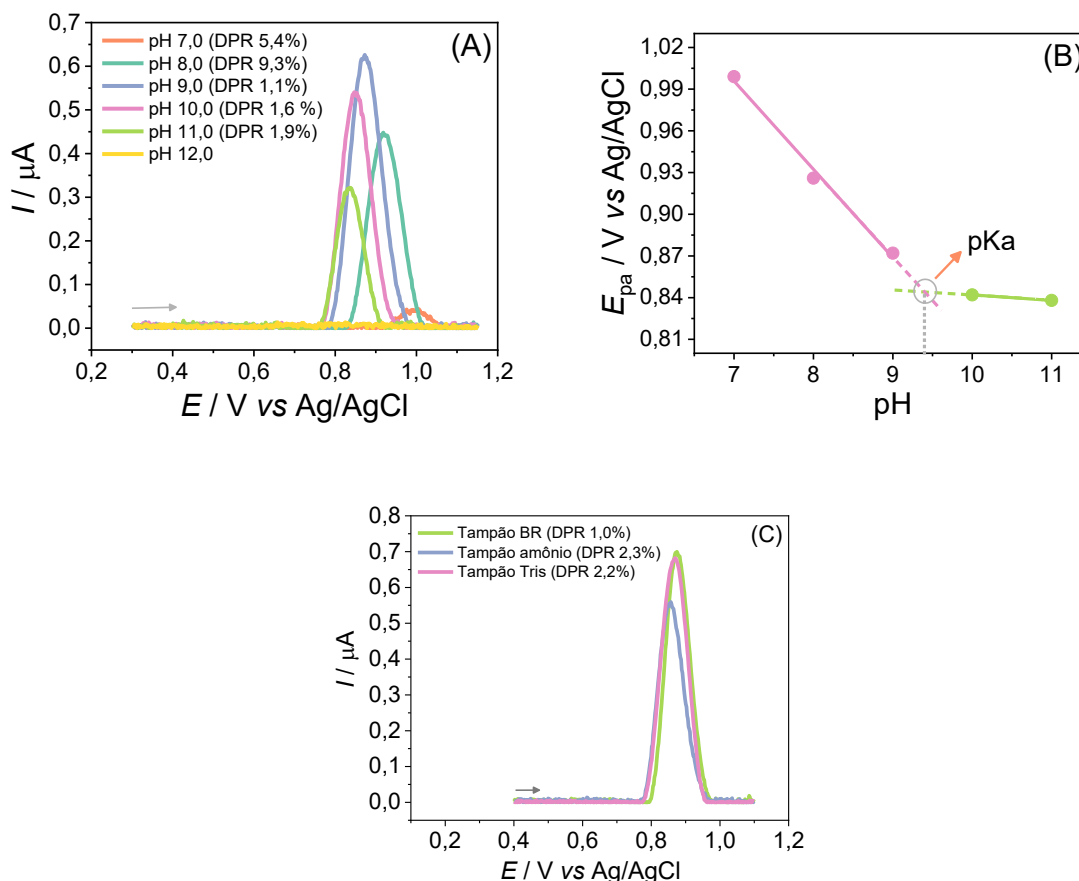 (A)
pH 7,0 (DPR 5,4%)
pH 8,0 (DPR 9,3%)
pH 9,0 (DPR 1,1%)
pH 10,0 (DPR 1,6 %)
pH 11,0 (DPR 1,9%)
pH 12,0
0,7
0,6
0,5
0,4
0,3
0,2
0,1
0,0
I / μA
0,2 0,4 0,6 0,8 1,0 1,2
E / V vs Ag/AgCl
(B)
1,02
0,99
0,96
0,93
0,90
0,87
0,84
0,81
Epa / V vs Ag/AgCl
pKa
7 8 9 10 11
pH
(C)
Tampão BR (DPR 1,0%)
Tampão amônio (DPR 2,3%)
Tampão Tris (DPR 2,2%)
0,8
0,7
0,6
0,5
0,4
0,3
0,2
0,1
0,0
I / μA
0,2 0,4 0,6 0,8 1,0 1,2
E / V vs Ag/AgCl